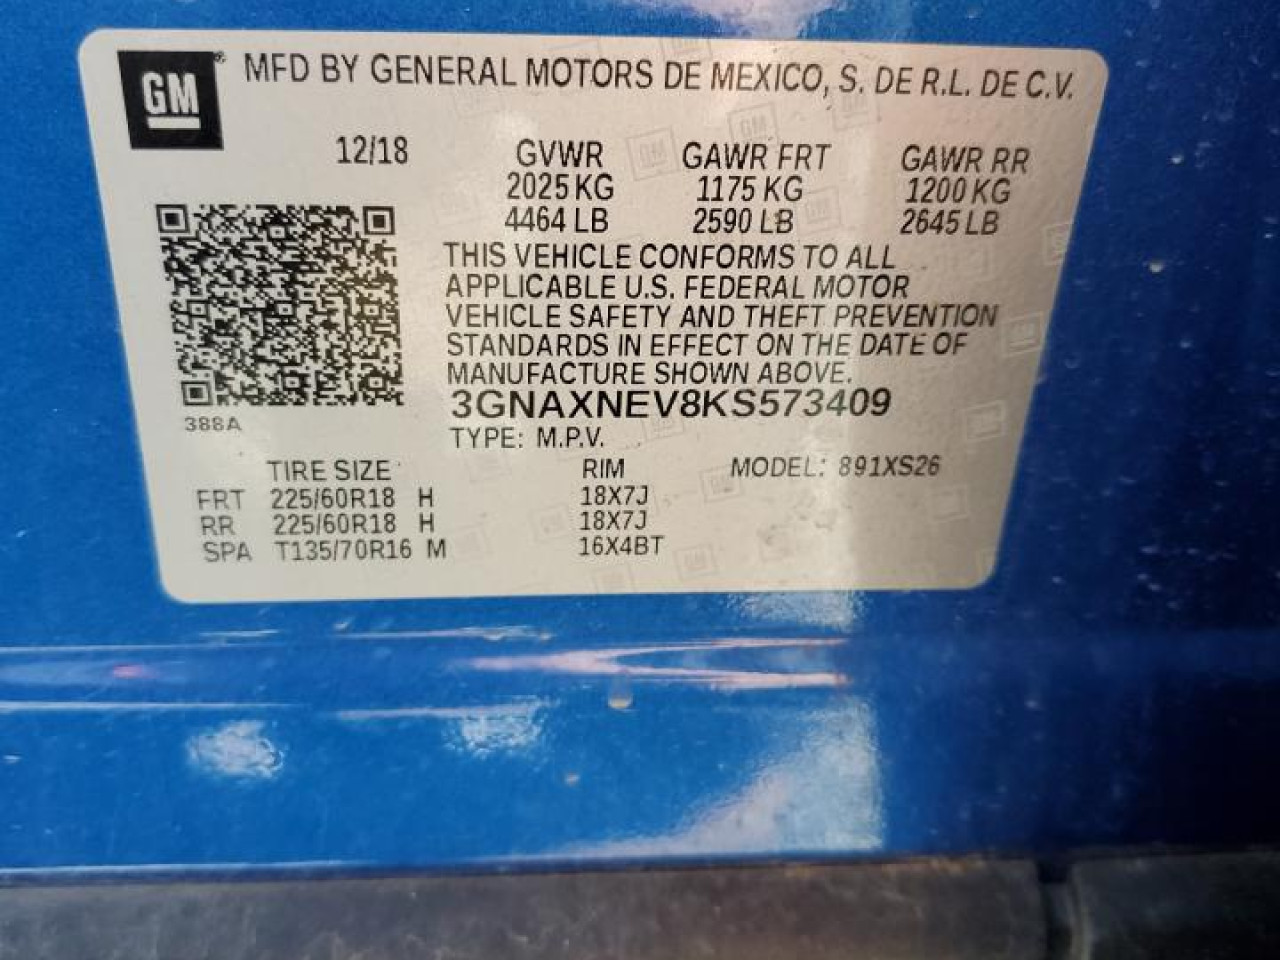 GM® MFD BY GENERAL MOTORS DE MEXICO, S. DE R.L. DE C.V.
12/18 GVWR GAWR FRT GAWR RR
2025 KG 1175 KG 1200 KG
4464 LB 2590 LB 2645 LB
THIS VEHICLE CONFORMS TO ALL
APPLICABLE U.S. FEDERAL MOTOR
VEHICLE SAFETY AND THEFT PREVENTION
STANDARDS IN EFFECT ON THE DATE OF
MANUFACTURE SHOWN ABOVE.
3GNAXNEV8KS573409
388A
TYPE: M.P.V.
TIRE SIZE RIM MODEL: 891XS26
FRT 225/60R18 H 18X7J
RR 225/60R18 H 18X7J
SPA T135/70R16 M 16X4BT